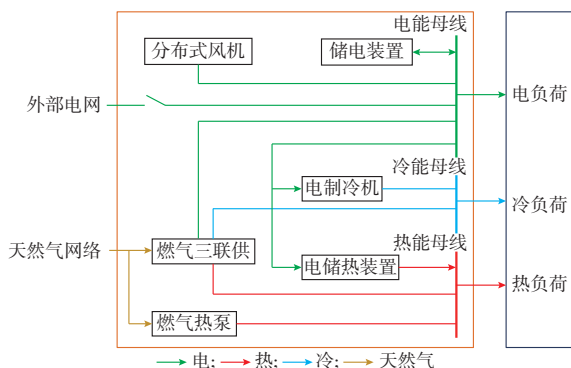 电能母线
分布式风机
储电装置
外部电网
电负荷
冷能母线
电制冷机
冷负荷
热能母线
天然气网络
燃气三联供
电储热装置
热负荷
燃气热泵
电; 热; 冷; 天然气